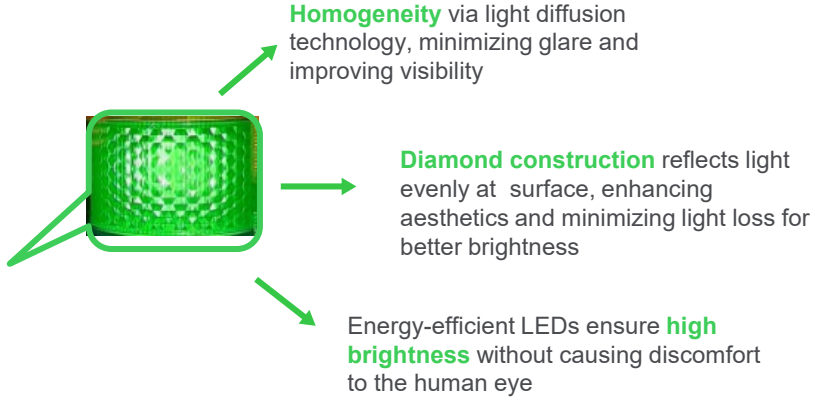 Homogeneity via light diffusion
technology, minimizing glare and
improving visibility
Diamond construction reflects light
evenly at surface, enhancing
aesthetics and minimizing light loss for
better brightness
Energy-efficient LEDs ensure high
brightness without causing discomfort
to the human eye